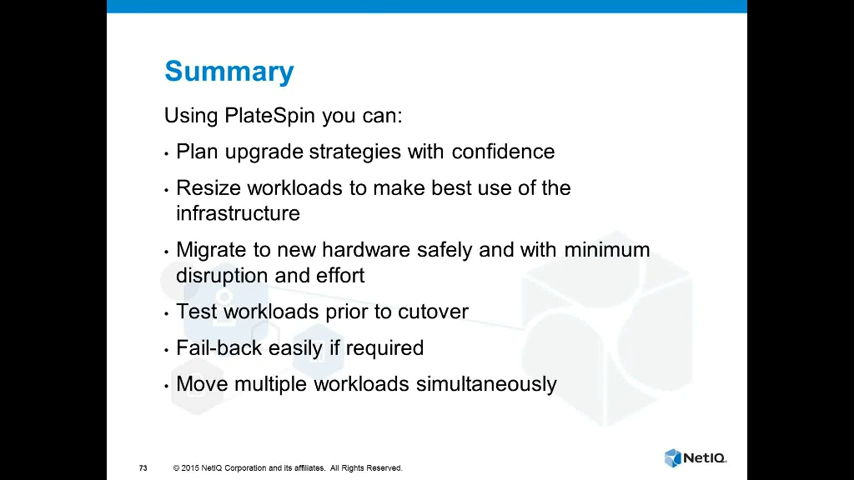 Summary
Using PlateSpin you can:
• Plan upgrade strategies with confidence
• Resize workloads to make best use of the
infrastructure
• Migrate to new hardware safely and with minimum
disruption and effort
• Test workloads prior to cutover
• Fail-back easily if required
• Move multiple workloads simultaneously
73 © 2015 NetIQ Corporation and its affiliates. All Rights Reserved.
NetIQ.